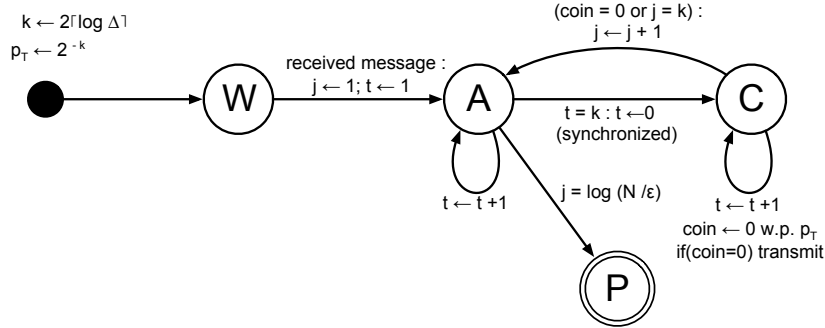 k ← 2⌈log Δ⌉
p_T ← 2^-k
W
received message :
j ← 1; t ← 1
A
(coin = 0 or j = k) :
j ← j + 1
t = k : t ←0
(synchronized)
C
t ← t +1
j = log (N /ε)
t ← t +1
coin ← 0 w.p. p_T
if(coin=0) transmit
P